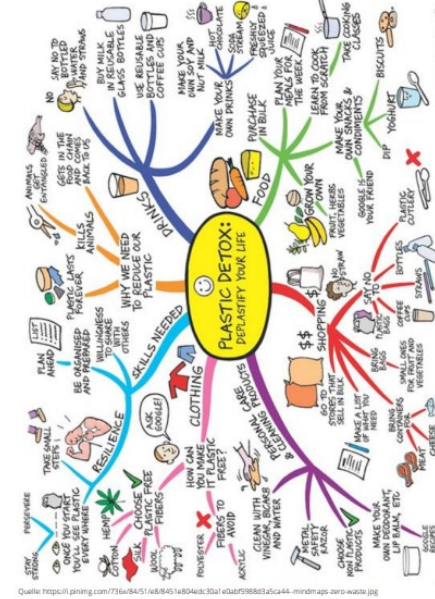 PLASTIC DETOX:
DEPLASTIFY YOUR LIFE
DRINKS
NO
SAY NO TO
BOTTLED
WATER
AND STRAWS
BUY MILK
IN REUSABLE
GLASS BOTTLES
USE REUSABLE
BOTTLES AND
COFFEE CUPS
MAKE YOUR
OWN SOY AND
NUT MILK
MAKE YOUR
OWN DRINKS
HOT
CHOCOLATE
SODA
STREAM
FRESHLY
SQUEEZED
JUICE
FOOD
PURCHASE
IN BULK
PLAN YOUR
MEALS FOR
THE WEEK
LEARN TO COOK
FROM SCRATCH
TAKE COOKING
CLASSES
MAKE YOUR
OWN SNACKS &
CONDIMENTS
BISCUITS
YOGHURT
DIP
GROW YOUR
OWN
FRUIT, HERBS
VEGETABLES
GOOGLE IS
YOUR FRIEND
SHOPPING
$$
$
SAY NO
TO
NO
STRAW
PLASTIC
CUTLERY
BOTTLES
STRAWS
COFFEE
PLASTIC
BAGS
BRING
BAGS
SMALL ONES
FOR FRUIT AND
VEGETABLES
BRING
CONTAINERS
FOR
MEAT
CHEESE
MAKE A LIST
OF WHAT YOU
NEED
GO TO
STORES THAT
SELL IN BULK
PERSONAL CARE
& CLEANING PRODUCTS
CLEAN WITH
VINEGAR, BICARB
AND WATER
METAL
SAFETY
RAZOR
CHOOSE
NON PLASTIC
PRODUCTS
MAKE YOUR
OWN DEODORANT,
LIP BALM, ETC
GOOGLE
RECIPES
CLOTHING
HOW CAN
YOU MAKE
IT PLASTIC
FREE?
ASK
GOOGLE!
CHOOSE
PLASTIC FREE
FIBERS
HEMP
COTTON
SILK
WOOL
FIBERS TO
AVOID
POLYESTER
ACRYLIC
SKILLS NEEDED
WILLINGNESS
TO SHARE
WITH
OTHERS
BE ORGANISED
AND PREPARED
PLAN
AHEAD
LIST
RESILIENCE
TAKE SMALL
STEPS!
ONCE YOU START
YOU'LL SEE PLASTIC
EVERYWHERE
PERSEVERE
STAY
STRONG
WHY WE NEED
TO REDUCE OUR
PLASTIC
PLASTIC LASTS
FOREVER
KILLS
ANIMALS
ANIMALS
GET
ENTANGLED
GETS IN THE
FOOD CHAIN
AND COMES
BACK TO US
Quelle: https://i.pinimg.com/736x/84/51/e8/8451e804edc30a1e0abf5988d3a5ca44--mindmaps-zero-waste.jpg